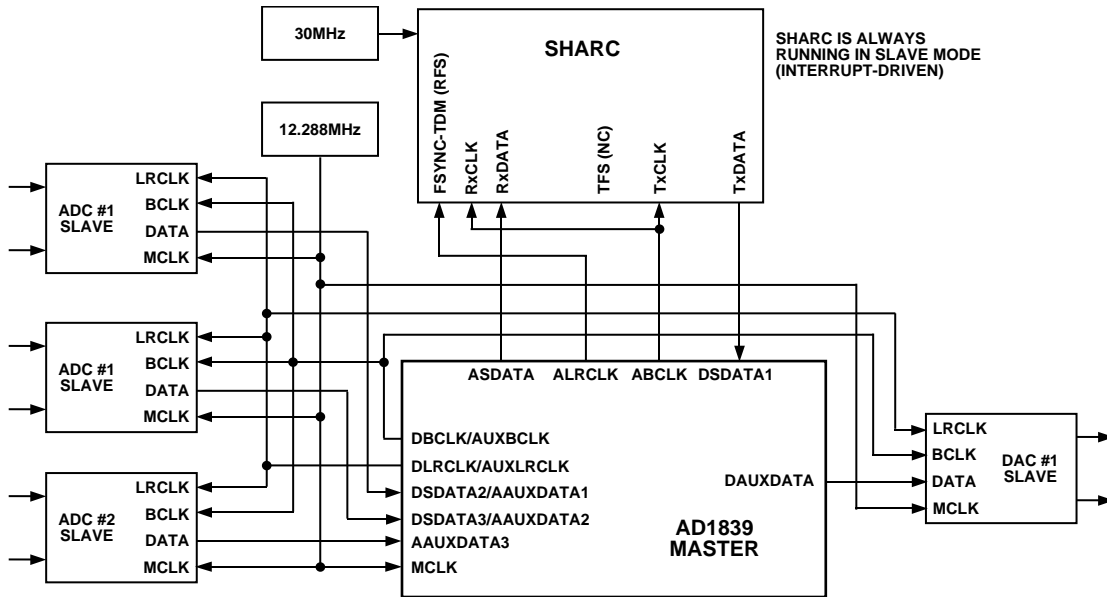 30MHz
SHARC
SHARC IS ALWAYS
RUNNING IN SLAVE MODE
(INTERRUPT-DRIVEN)
12.288MHz
FSYNC-TDM (RFS)
RxCLK
RxDATA
TFS (NC)
TxCLK
TxDATA
ADC #1
SLAVE
LRCLK
BCLK
DATA
MCLK
ADC #1
SLAVE
LRCLK
BCLK
DATA
MCLK
ADC #2
SLAVE
LRCLK
BCLK
DATA
MCLK
ASDATA ALRCLK ABCLK DSDATA1
DBCLK/AUXBCLK
DLRCLK/AUXLRCLK
DSDATA2/AAUXDATA1
DSDATA3/AAUXDATA2
AAUXDATA3
MCLK
DAUXDATA
AD1839
MASTER
LRCLK
BCLK
DATA
MCLK
DAC #1
SLAVE